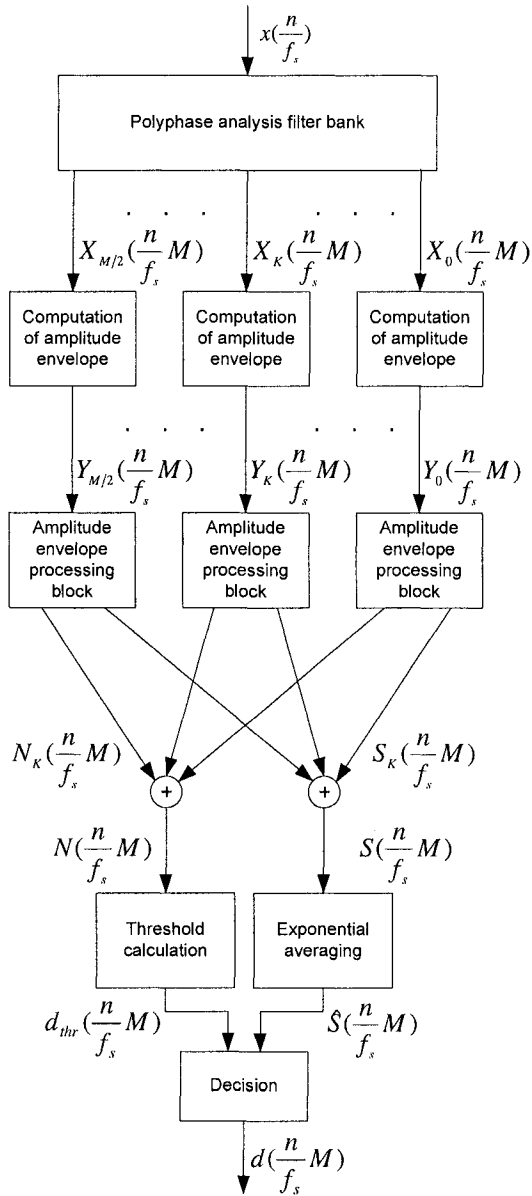 x(n/f_s)
Polyphase analysis filter bank
. . . . . .
X_{M/2}(n/f_s M) X_K(n/f_s M) X_0(n/f_s M)
Computation of amplitude envelope
Computation of amplitude envelope
Computation of amplitude envelope
. . . . . .
Y_{M/2}(n/f_s M) Y_K(n/f_s M) Y_0(n/f_s M)
Amplitude envelope processing block
Amplitude envelope processing block
Amplitude envelope processing block
N_K(n/f_s M) S_K(n/f_s M)
+ +
N(n/f_s M) S(n/f_s M)
Threshold calculation
Exponential averaging
d_{thr}(n/f_s M) Ŝ(n/f_s M)
Decision
d(n/f_s M)